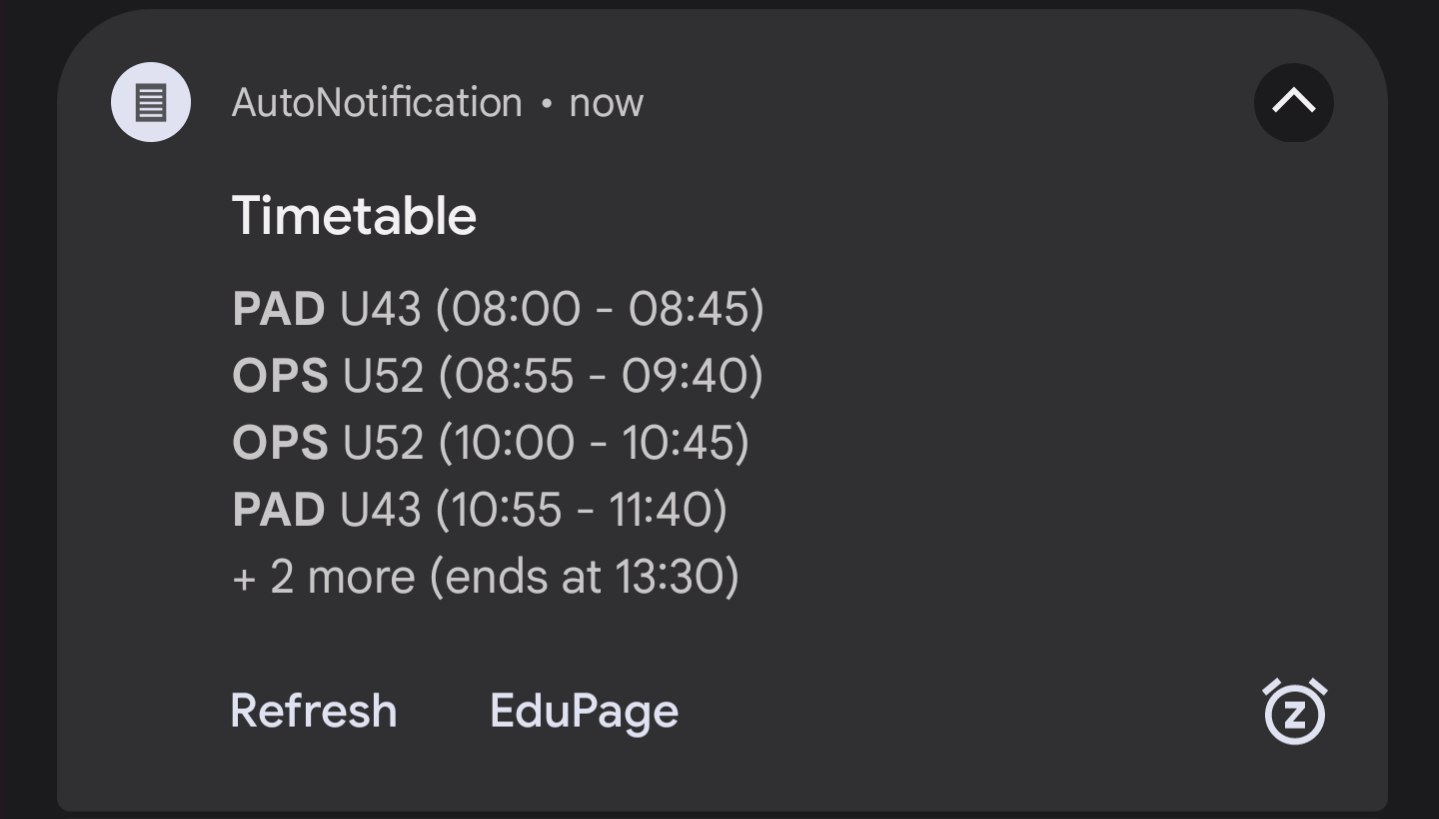 AutoNotification • now
Timetable
PAD U43 (08:00 - 08:45)
OPS U52 (08:55 - 09:40)
OPS U52 (10:00 - 10:45)
PAD U43 (10:55 - 11:40)
+ 2 more (ends at 13:30)
Refresh EduPage